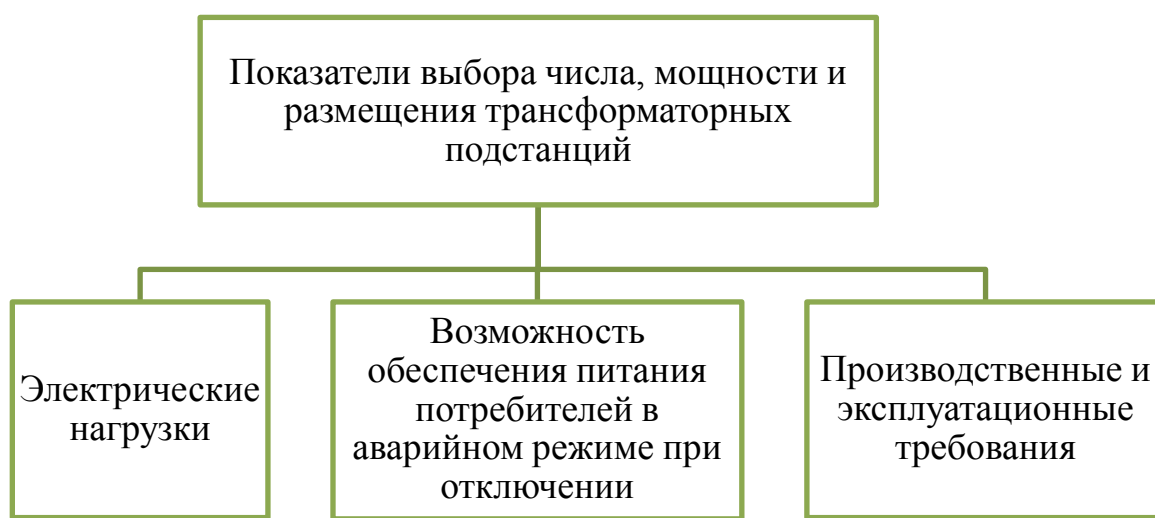 Показатели выбора числа, мощности и
размещения трансформаторных
подстанций
Электрические
нагрузки
Возможность
обеспечения питания
потребителей в
аварийном режиме при
отключении
Производственные и
эксплуатационные
требования